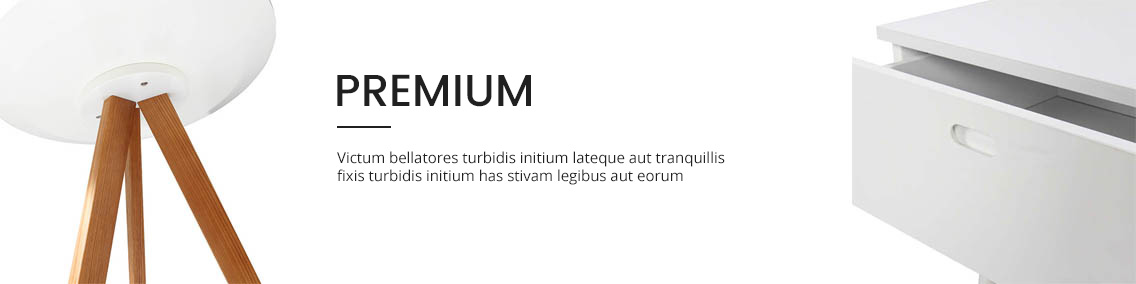 PREMIUM
Victum bellatores turbidis initium lateque aut tranquillis
fixis turbidis initium has stivam legibus aut eorum